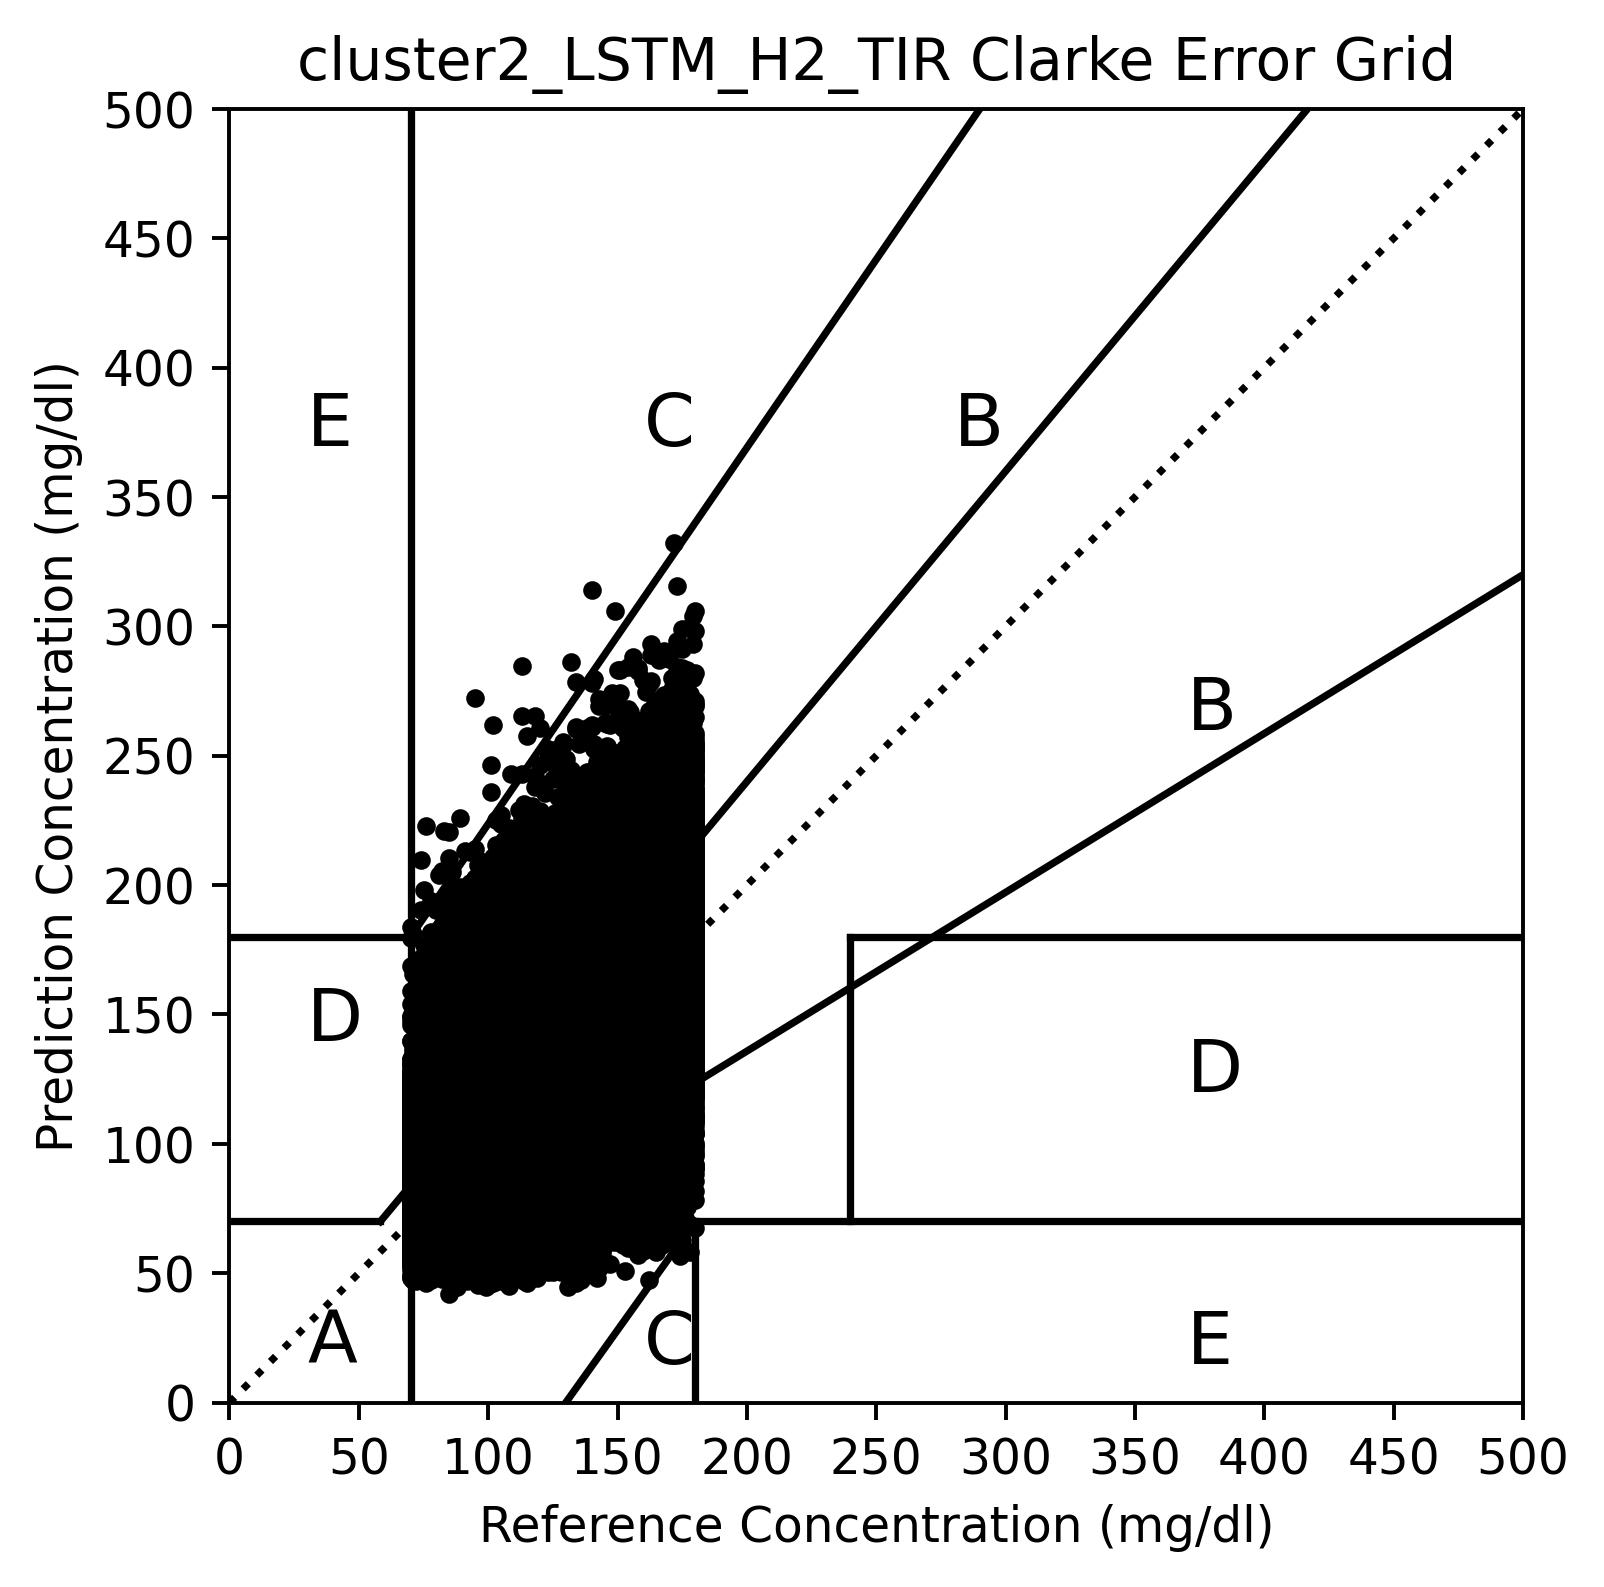 cluster2_LSTM_H2_TIR Clarke Error Grid
Prediction Concentration (mg/dl)
500
450
400
350
300
250
200
150
100
50
0
E
C
B
B
D
D
A
C
E
0 50 100 150 200 250 300 350 400 450 500
Reference Concentration (mg/dl)